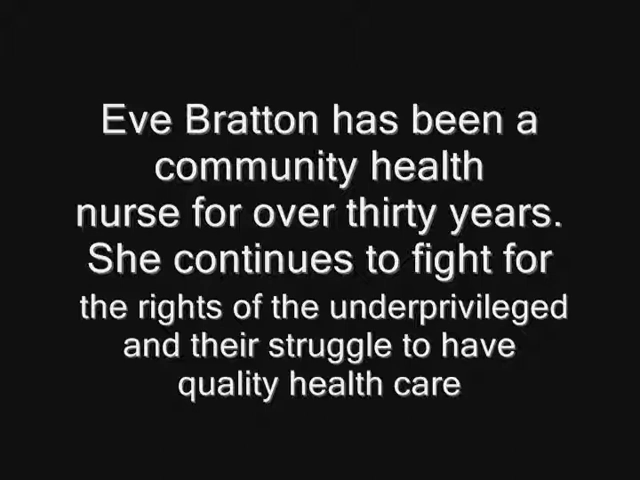 Eve Bratton has been a
community health
nurse for over thirty years.
She continues to fight for
the rights of the underprivileged
and their struggle to have
quality health care